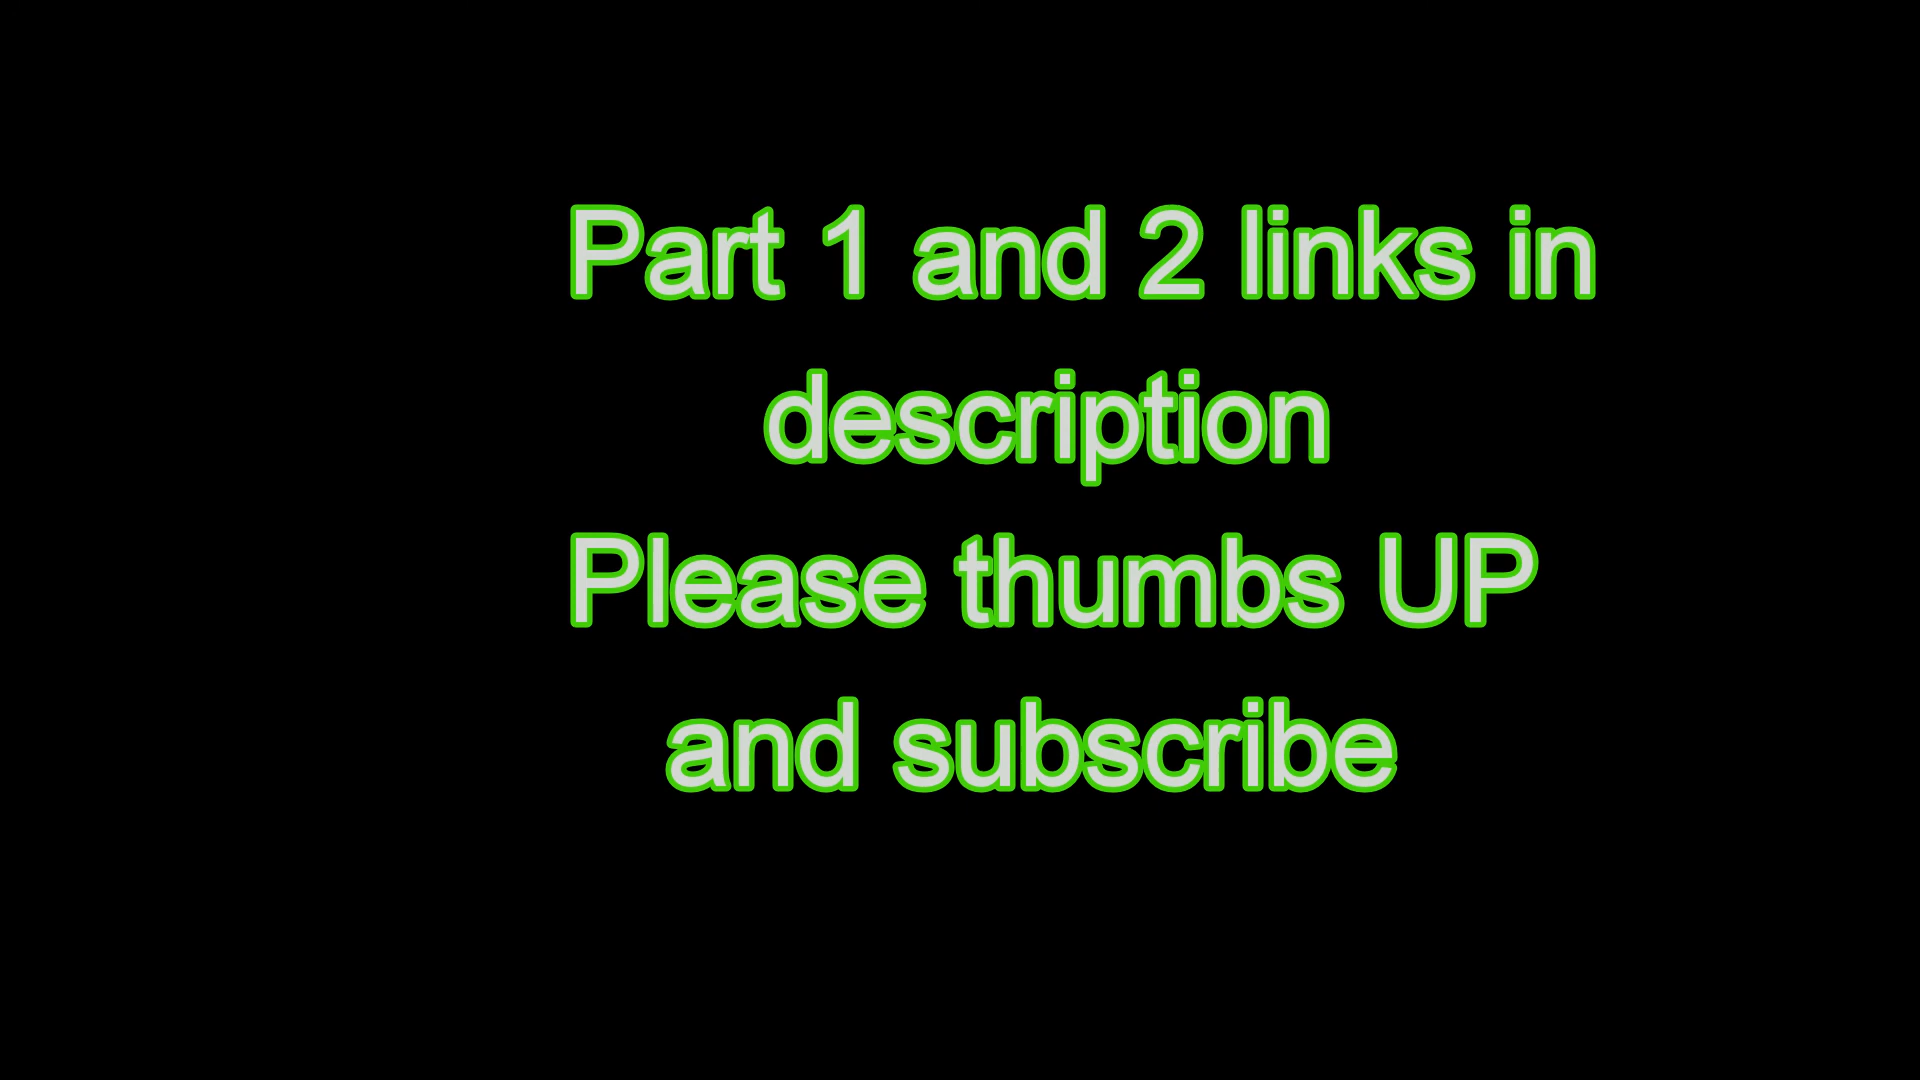 Part 1 and 2 links in
description
Please thumbs UP
and subscribe